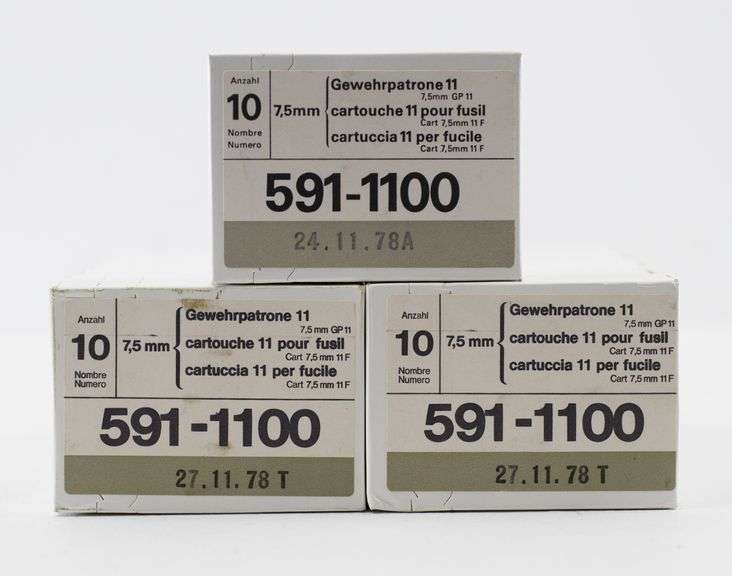 Anzahl
10
Nombre
Numero
7,5mm
Gewehrpatrone 11
7,5mm GP 11
cartouche 11 pour fusil
Cart 7,5mm 11 F
cartuccia 11 per fucile
Cart 7,5mm 11 F
591-1100
24.11.78A
Anzahl
10
Nombre
Numero
7,5 mm
Gewehrpatrone 11
7,5 mm GP 11
cartouche 11 pour fusil
Cart 7,5 mm 11 F
cartuccia 11 per fucile
Cart 7,5 mm 11 F
591-1100
27.11.78 T
Anzahl
10
Nombre
Numero
7,5 mm
Gewehrpatrone 11
7,5 mm GP 11
cartouche 11 pour fusil
Cart 7,5 mm 11 F
cartuccia 11 per fucile
Cart 7,5 mm 11 F
591-1100
27.11.78 T